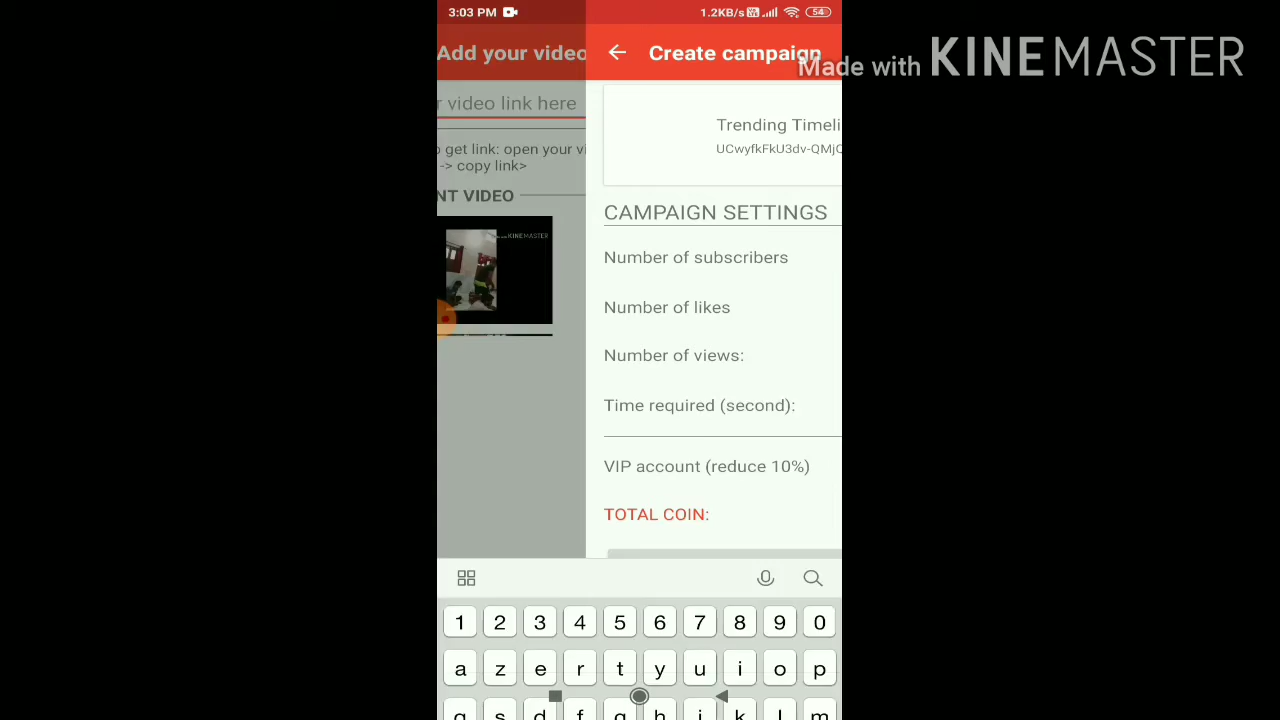 3:03 PM
1.2KB/s
54
Add your video
Create campaign
Made with KINEMASTER
r video link here
Trending Timeli
UCwyfkFkU3dv-QMjC
o get link: open your vi
-> copy link>
NT VIDEO
KINEMASTER
CAMPAIGN SETTINGS
Number of subscribers
Number of likes
Number of views:
Time required (second):
VIP account (reduce 10%)
TOTAL COIN:
1 2 3 4 5 6 7 8 9 0
a z e r t y u i o p
q s d f g h j k l m